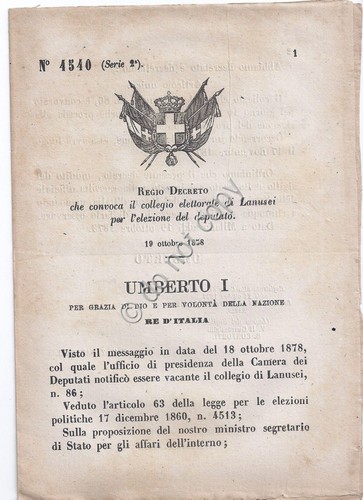 N° 4540 (Serie 2ª).
1
REGIO DECRETO
che convoca il collegio elettorale di Lanusei
per l'elezione del deputato.
19 ottobre 1878
UMBERTO I
PER GRAZIA DI DIO E PER VOLONTÀ DELLA NAZIONE
RE D'ITALIA
Visto il messaggio in data del 18 ottobre 1878,
col quale l'ufficio di presidenza della Camera dei
Deputati notificò essere vacante il collegio di Lanusei,
n. 86;
Veduto l'articolo 63 della legge per le elezioni
politiche 17 dicembre 1860, n. 4513;
Sulla proposizione del nostro ministro segretario
di Stato per gli affari dell'interno;
do not copy